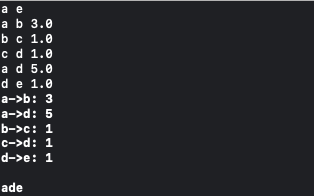 a e
a b 3.0
b c 1.0
c d 1.0
a d 5.0
d e 1.0
a->b: 3
a->d: 5
b->c: 1
c->d: 1
d->e: 1
ade